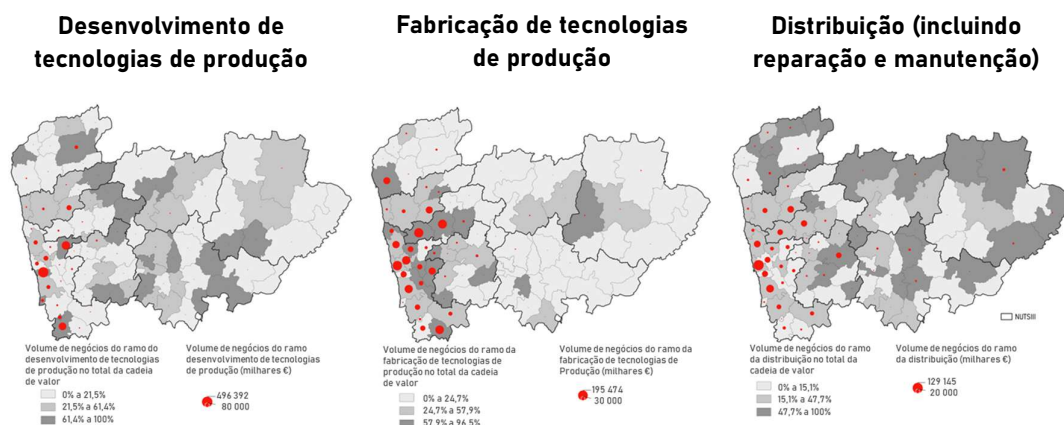 Desenvolvimento de
tecnologias de produção
Fabricação de tecnologias
de produção
Distribuição (incluindo
reparação e manutenção)
NUTSIII
Volume de negócios do ramo do
desenvolvimento de tecnologias
de produção no total da cadeia
de valor
0% a 21,5%
21,5% a 61,4%
61,4% a 100%
Volume de negócios do ramo
desenvolvimento de tecnologias
de produção (milhares €)
496 392
80 000
Volume de negócios do ramo da
fabricação de tecnologias de
produção no total da cadeia
de valor
0% a 24,7%
24,7% a 57,9%
57,9% a 96,5%
Volume de negócios do ramo da
fabricação de tecnologias de
Produção (milhares €)
195 474
30 000
Volume de negócios do ramo
da distribuição no total da
cadeia de valor
0% a 15,1%
15,1% a 47,7%
47,7% a 100%
Volume de negócios do ramo
da distribuição (milhares €)
129 145
20 000